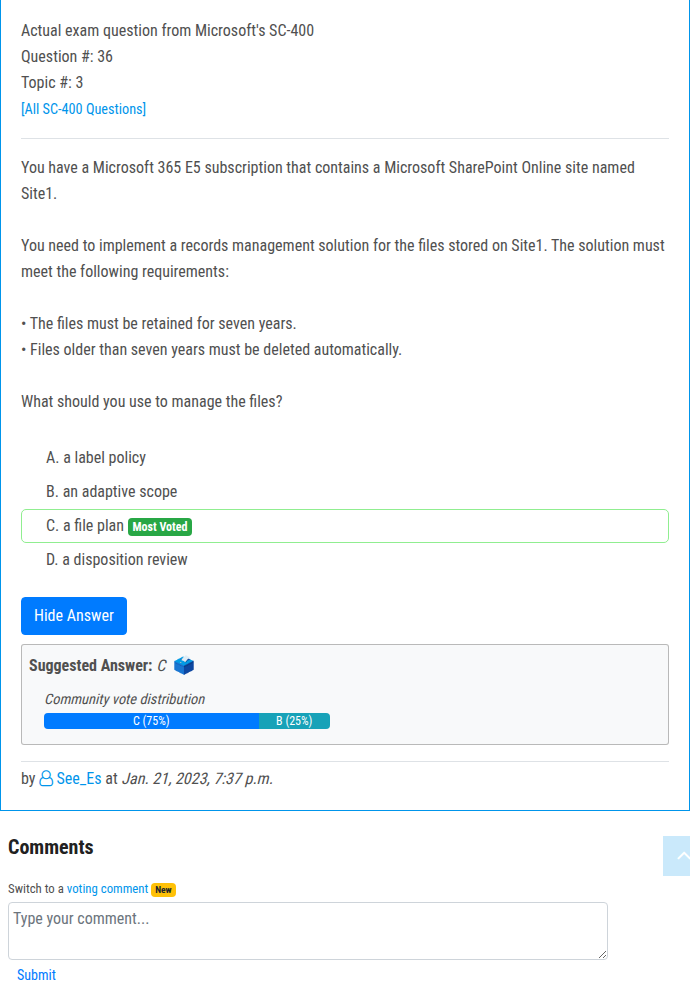 Actual exam question from Microsoft's SC-400
Question #: 36
Topic #: 3
[All SC-400 Questions]
You have a Microsoft 365 E5 subscription that contains a Microsoft SharePoint Online site named
Site1.
You need to implement a records management solution for the files stored on Site1. The solution must
meet the following requirements:
• The files must be retained for seven years.
• Files older than seven years must be deleted automatically.
What should you use to manage the files?
A. a label policy
B. an adaptive scope
C. a file plan Most Voted
D. a disposition review
Hide Answer
Suggested Answer: C
Community vote distribution
C (75%) B (25%)
by See_Es at Jan. 21, 2023, 7:37 p.m.
Comments
Switch to a voting comment New
Type your comment...
Submit